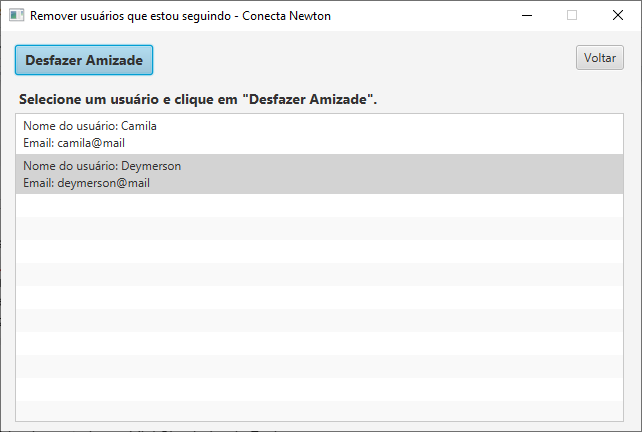 Remover usuários que estou seguindo - Conecta Newton
Desfazer Amizade
Voltar
Selecione um usuário e clique em "Desfazer Amizade".
Nome do usuário: Camila
Email: camila@mail
Nome do usuário: Deymerson
Email: deymerson@mail